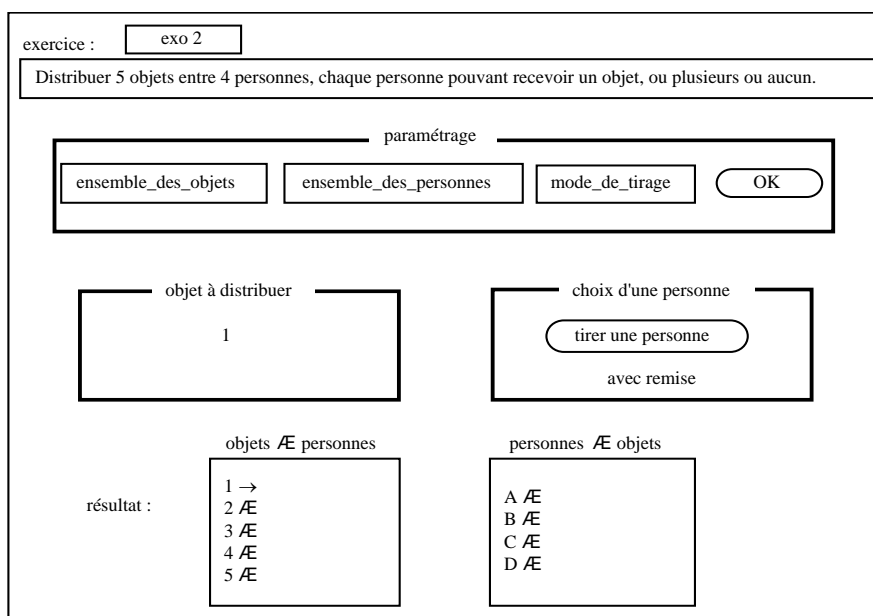 exercice : exo 2
Distribuer 5 objets entre 4 personnes, chaque personne pouvant recevoir un objet, ou plusieurs ou aucun.
paramétrage
ensemble_des_objets ensemble_des_personnes mode_de_tirage OK
objet à distribuer choix d'une personne
1 tirer une personne
avec remise
objets Æ personnes personnes Æ objets
résultat :
1 →
2 Æ
3 Æ
4 Æ
5 Æ
A Æ
B Æ
C Æ
D Æ